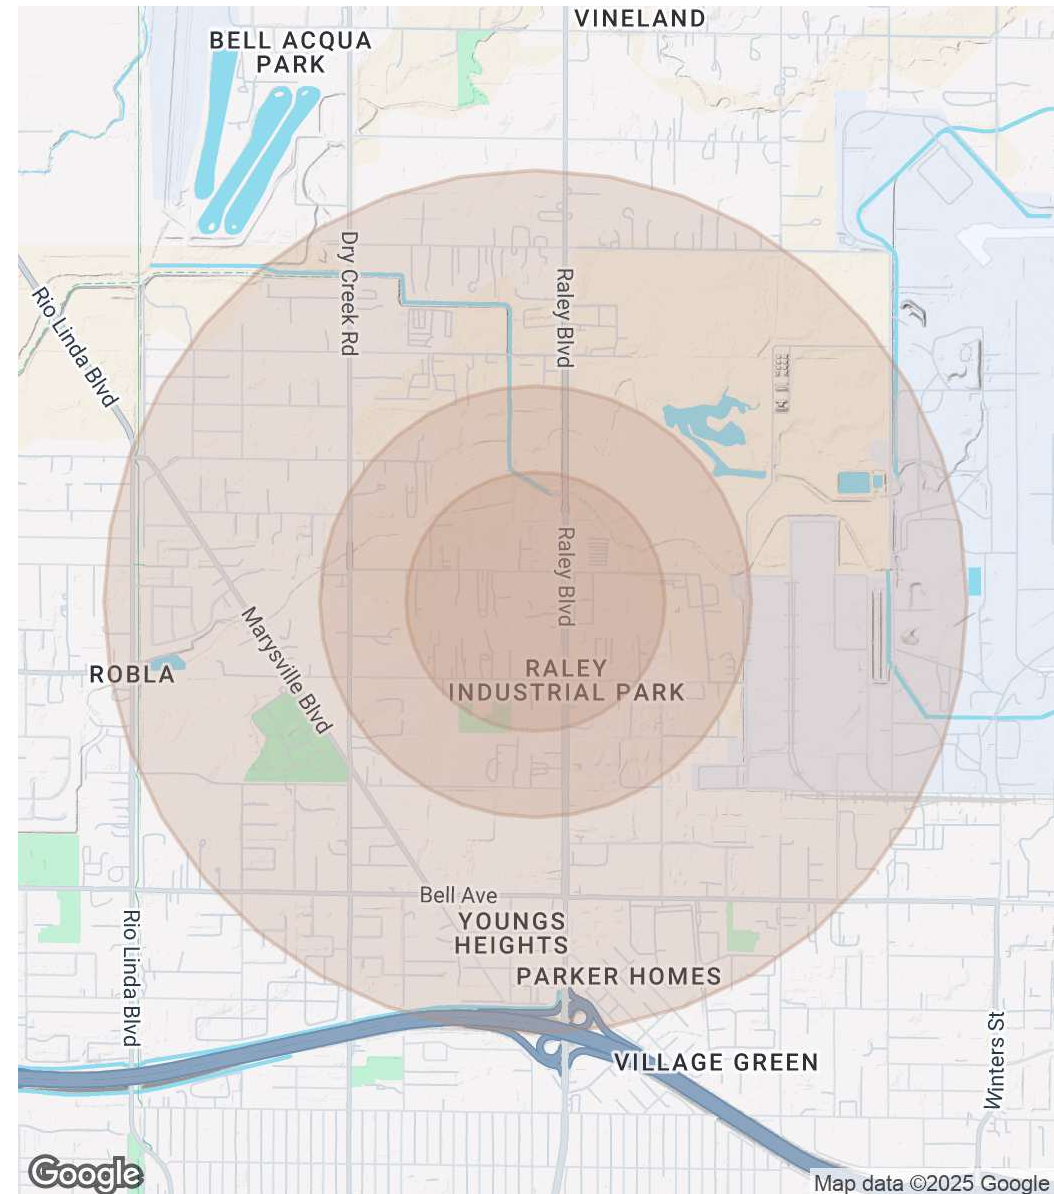 VINELAND
BELL ACQUA
PARK
Dry Creek Rd
Raley Blvd
Rio Linda Blvd
Raley Blvd
Marysville Blvd
ROBLA
RALEY
INDUSTRIAL PARK
Bell Ave
YOUNGS
HEIGHTS
Rio Linda Blvd
PARKER HOMES
Winters St
VILLAGE GREEN
Google
Map data ©2025 Google